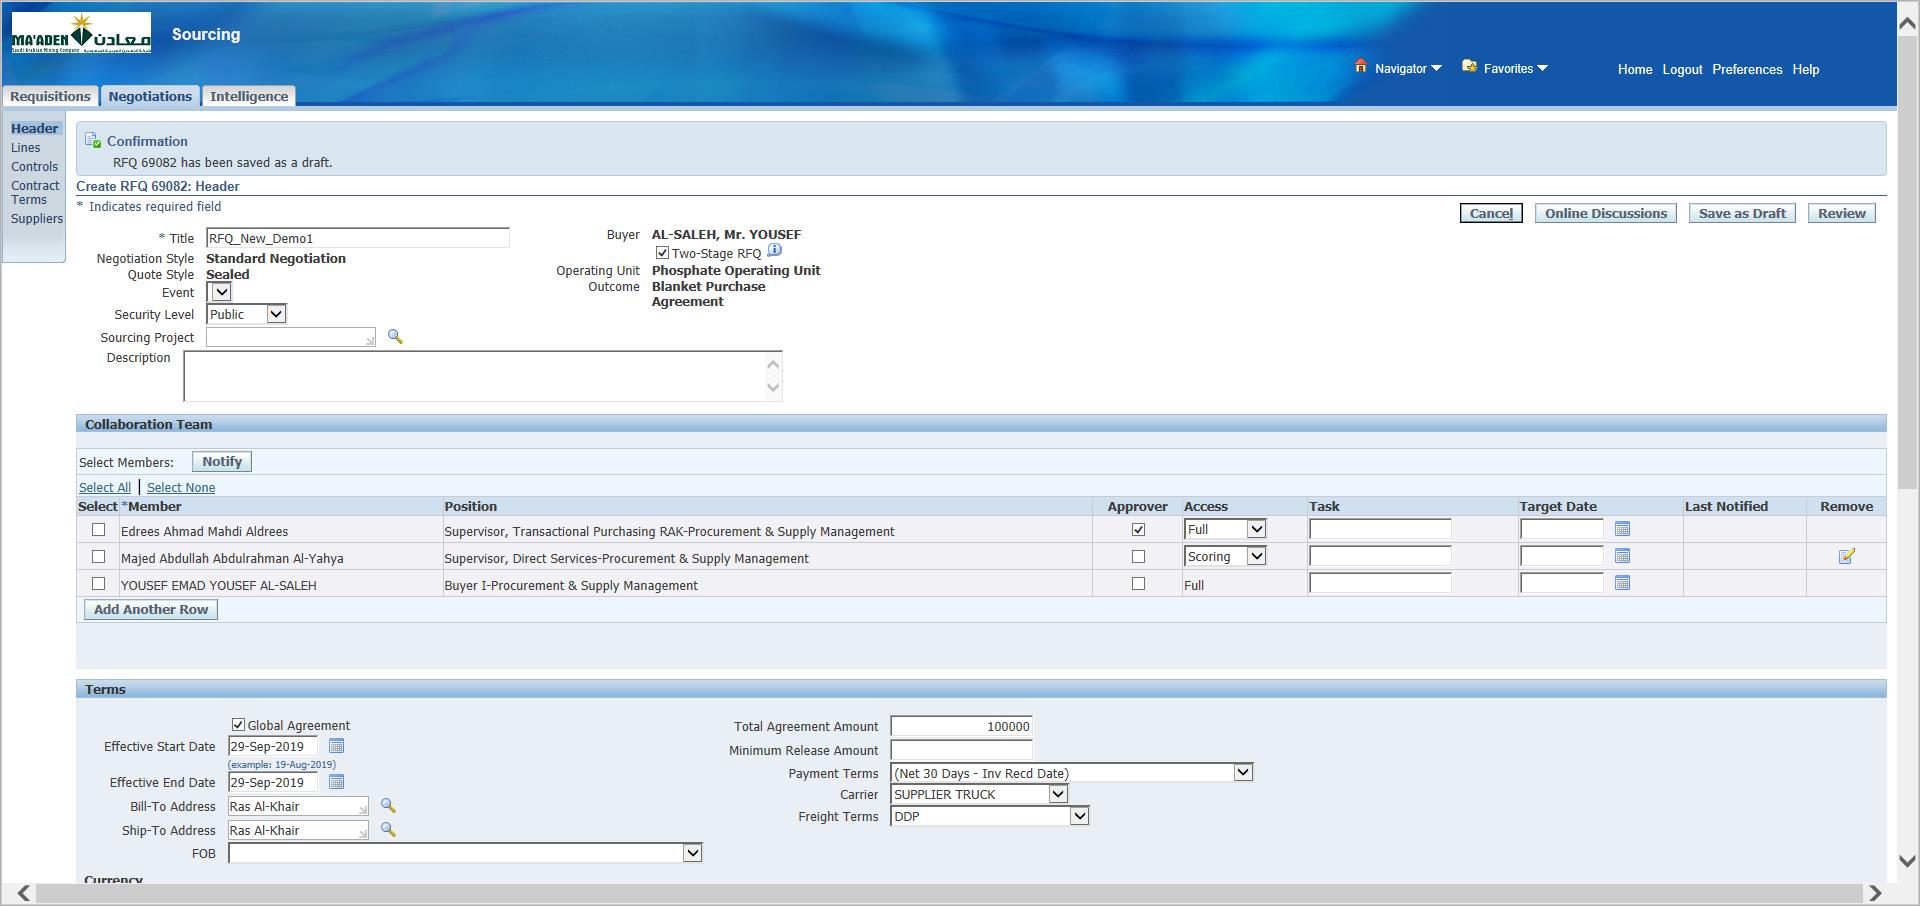 MA'ADEN معادن
Saudi Arabian Mining Company
Sourcing
Navigator
Favorites
Home Logout Preferences Help
Requisitions Negotiations Intelligence
Header
Lines
Controls
Contract
Terms
Suppliers
Confirmation
RFQ 69082 has been saved as a draft.
Create RFQ 69082: Header
* Indicates required field
Cancel Online Discussions Save as Draft Review
* Title RFQ_New_Demo1
Negotiation Style Standard Negotiation
Quote Style Sealed
Event
Security Level Public
Sourcing Project
Description
Buyer AL-SALEH, Mr. YOUSEF
Two-Stage RFQ
Operating Unit Phosphate Operating Unit
Outcome Blanket Purchase
Agreement
Collaboration Team
Select Members: Notify
Select All | Select None
Select *Member Position Approver Access Task Target Date Last Notified Remove
Edrees Ahmad Mahdi Aldrees Supervisor, Transactional Purchasing RAK-Procurement & Supply Management Full
Majed Abdullah Abdulrahman Al-Yahya Supervisor, Direct Services-Procurement & Supply Management Scoring
YOUSEF EMAD YOUSEF AL-SALEH Buyer I-Procurement & Supply Management Full
Add Another Row
Terms
Global Agreement
Effective Start Date 29-Sep-2019
(example: 19-Aug-2019)
Effective End Date 29-Sep-2019
Bill-To Address Ras Al-Khair
Ship-To Address Ras Al-Khair
FOB
Total Agreement Amount 100000
Minimum Release Amount
Payment Terms (Net 30 Days - Inv Recd Date)
Carrier SUPPLIER TRUCK
Freight Terms DDP
Currency